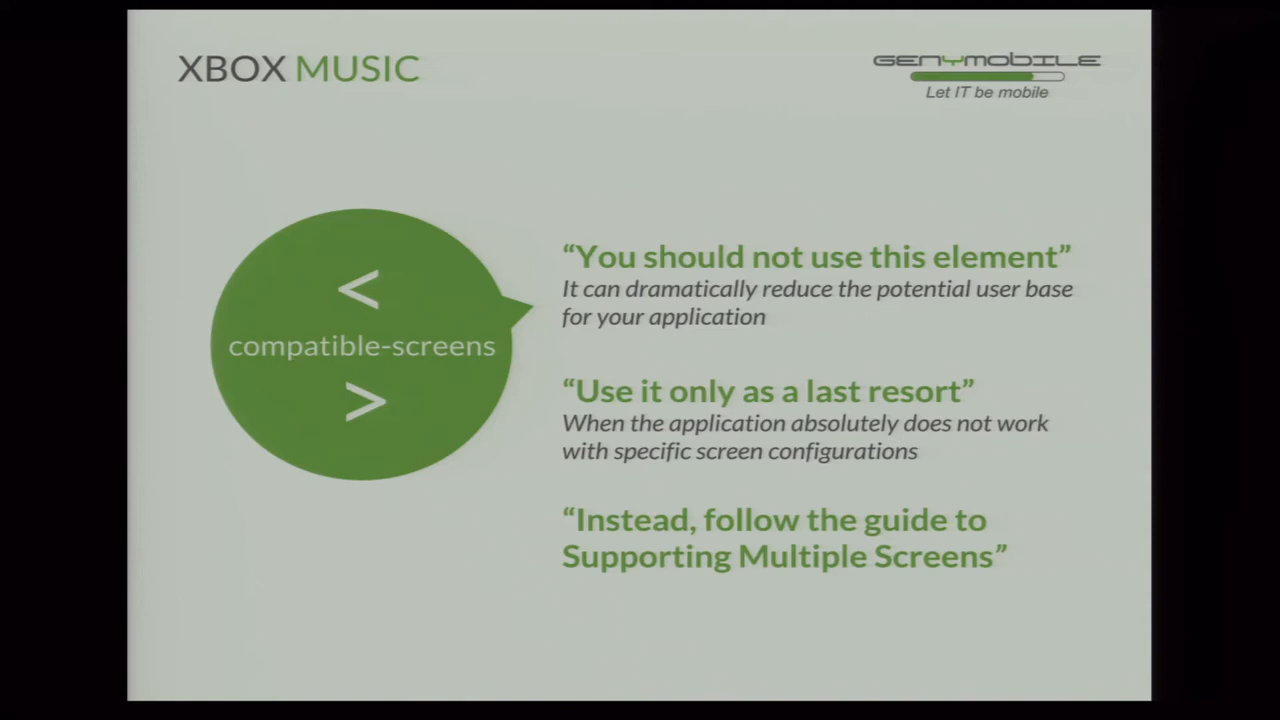 XBOX MUSIC
GENYMOBILE
Let IT be mobile
<
compatible-screens
>
“You should not use this element”
It can dramatically reduce the potential user base
for your application
“Use it only as a last resort”
When the application absolutely does not work
with specific screen configurations
“Instead, follow the guide to
Supporting Multiple Screens”